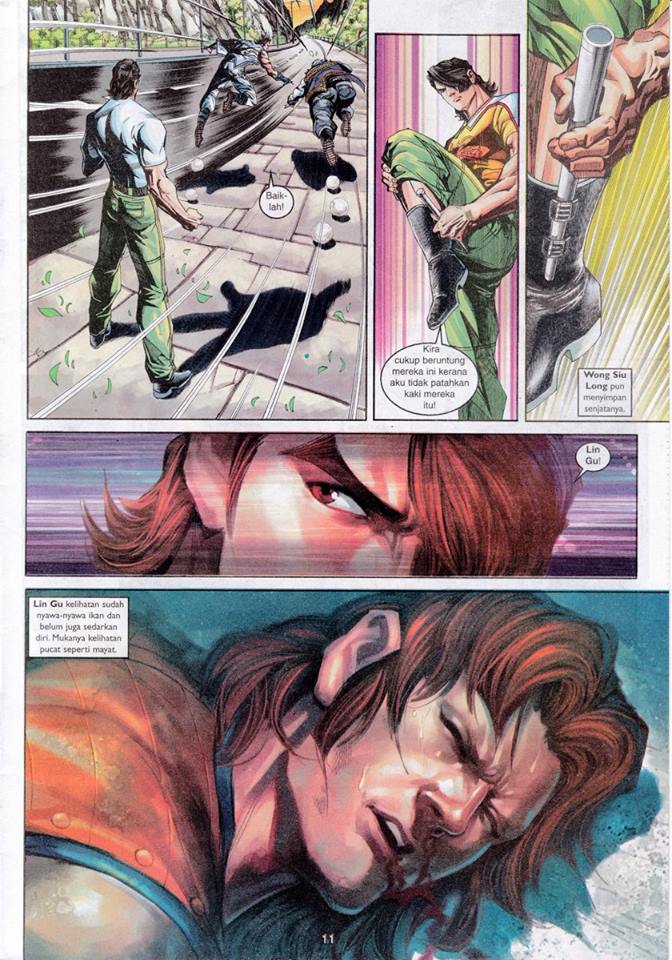 Baik-
lah!
Kira
cukup beruntung
mereka ini kerana
aku tidak patahkan
kaki mereka
itu!
Wong Siu
Long pun
menyimpan
senjatanya.
Lin
Gu!
Lin Gu kelihatan sudah
nyawa-nyawa ikan dan
belum juga sedarkan
diri. Mukanya kelihatan
pucat seperti mayat.
11